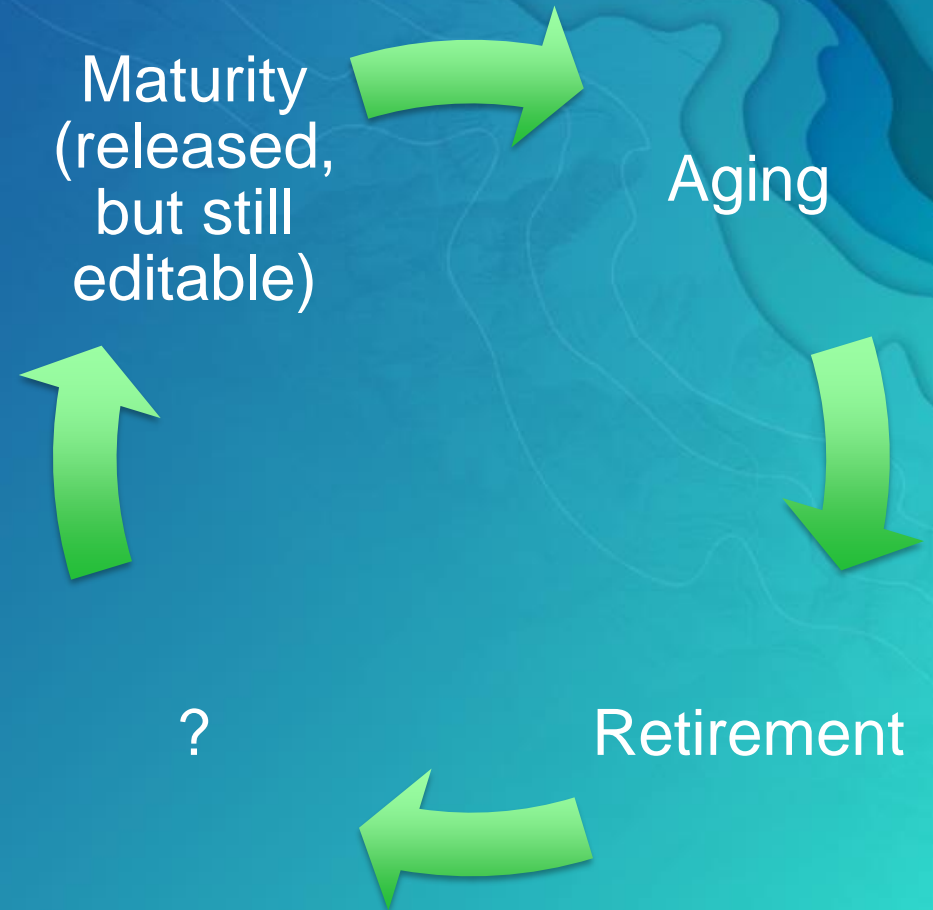 Maturity
(released,
but still
editable)
Aging
Retirement
?